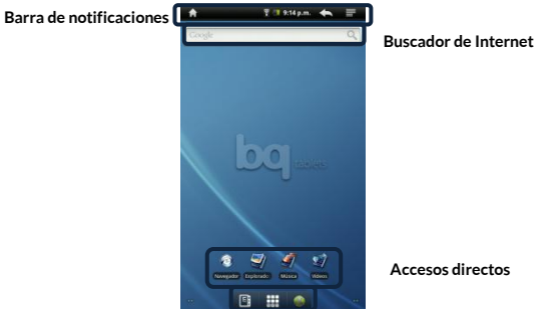 Barra de notificaciones
9:14 p.m.
Google
Buscador de Internet
bq
Navegador Explorador Música Vídeos
Accesos directos